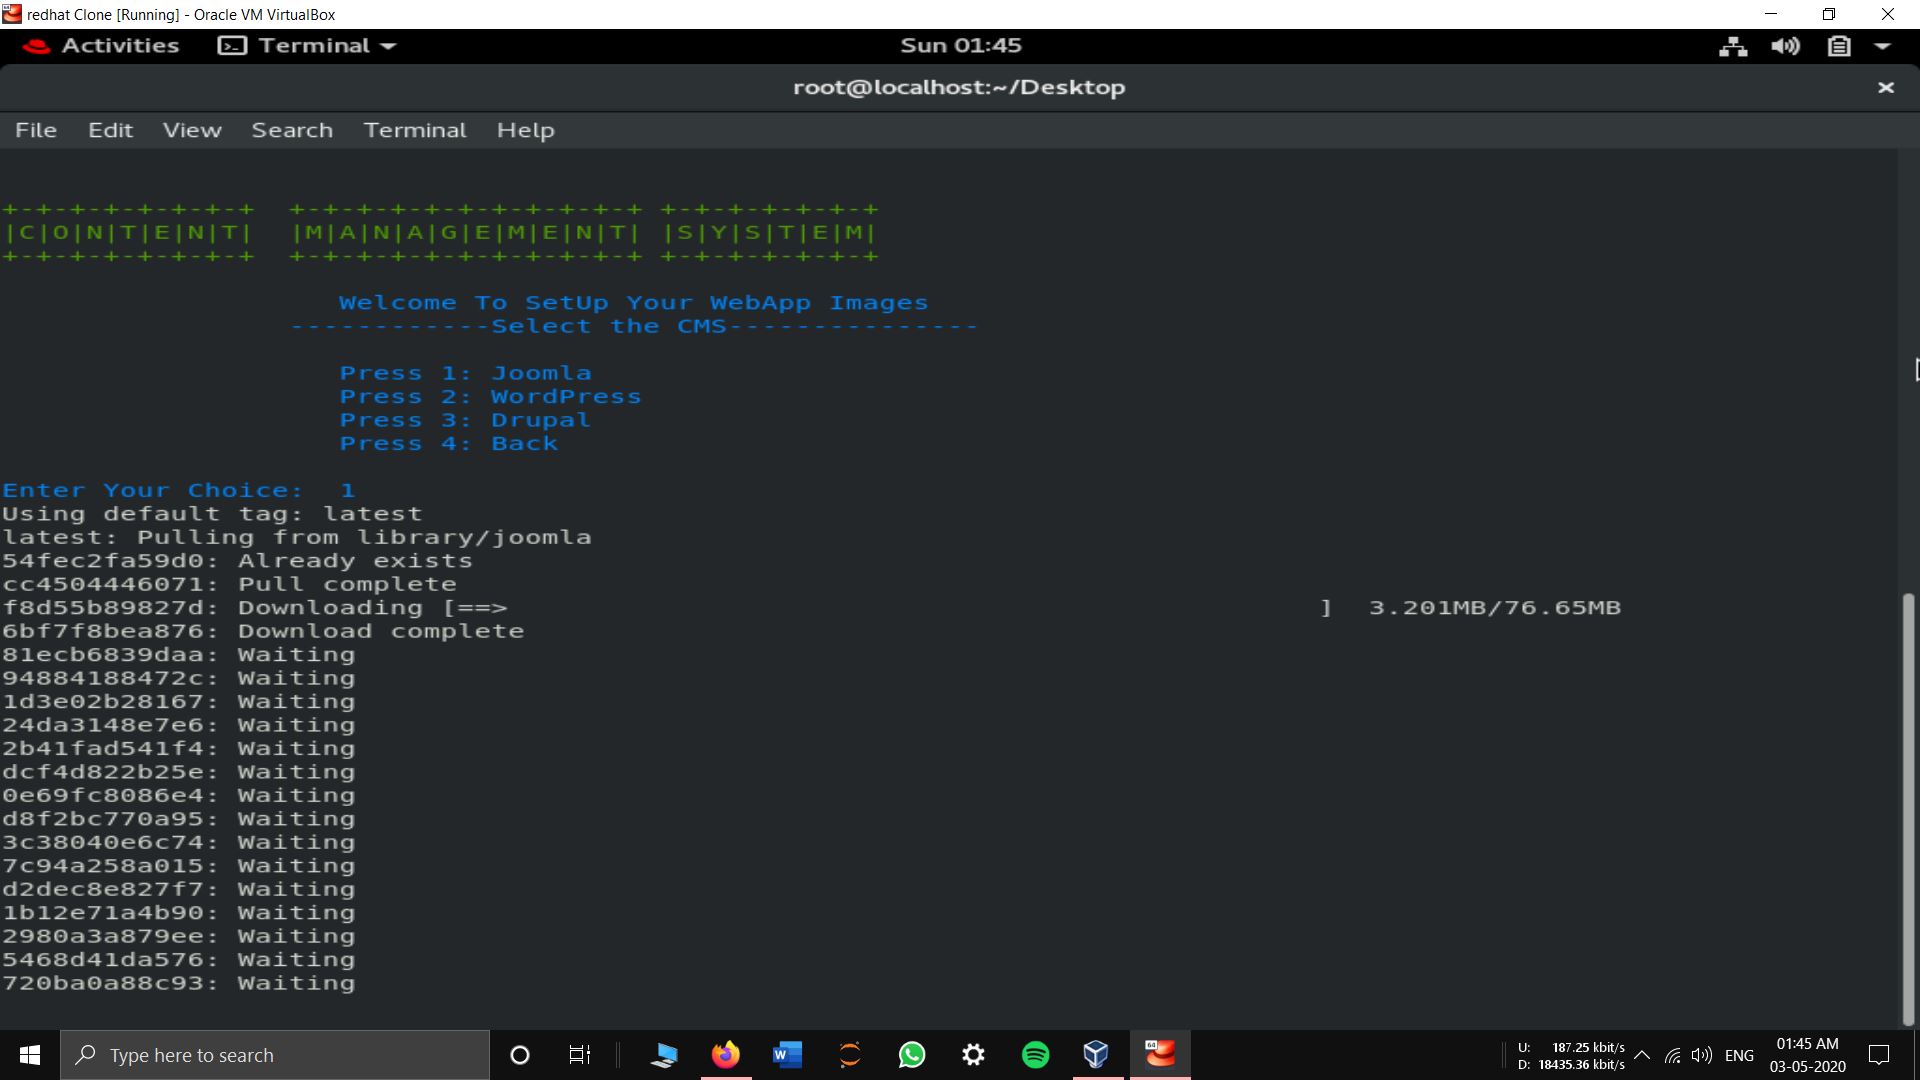 redhat Clone [Running] - Oracle VM VirtualBox
Activities Terminal Sun 01:45
root@localhost:~/Desktop
File Edit View Search Terminal Help
+-+-+-+-+-+-+-+  +-+-+-+-+-+-+-+-+-+-+ +-+-+-+-+-+-+
|C|O|N|T|E|N|T|  |M|A|N|A|G|E|M|E|N|T| |S|Y|S|T|E|M|
+-+-+-+-+-+-+-+  +-+-+-+-+-+-+-+-+-+-+ +-+-+-+-+-+-+
Welcome To SetUp Your WebApp Images
------------Select the CMS---------------
Press 1: Joomla
Press 2: WordPress
Press 3: Drupal
Press 4: Back
Enter Your Choice:  1
Using default tag: latest
latest: Pulling from library/joomla
54fec2fa59d0: Already exists
cc4504446071: Pull complete
f8d55b89827d: Downloading [==>                                                ]  3.201MB/76.65MB
6bf7f8bea876: Download complete
81ecb6839daa: Waiting
94884188472c: Waiting
1d3e02b28167: Waiting
24da3148e7e6: Waiting
2b41fad541f4: Waiting
dcf4d822b25e: Waiting
0e69fc8086e4: Waiting
d8f2bc770a95: Waiting
3c38040e6c74: Waiting
7c94a258a015: Waiting
d2dec8e827f7: Waiting
1b12e71a4b90: Waiting
2980a3a879ee: Waiting
5468d41da576: Waiting
720ba0a88c93: Waiting
Type here to search
U: 187.25 kbit/s
D: 18435.36 kbit/s
ENG
01:45 AM
03-05-2020